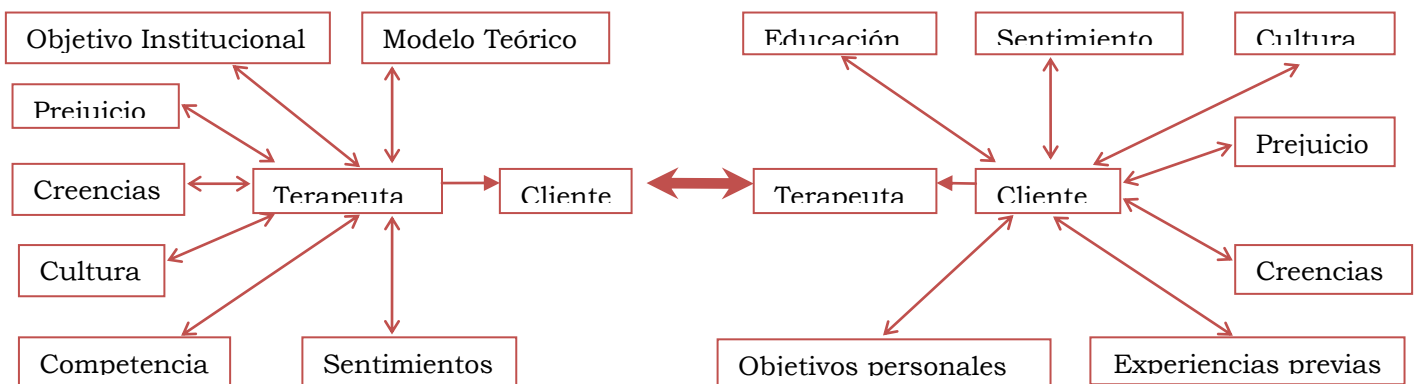 Objetivo Institucional
Modelo Teórico
Educación
Sentimiento
Cultura
Prejuicio
Prejuicio
Creencias
Terapeuta
Cliente
Terapeuta
Cliente
Cultura
Creencias
Competencia
Sentimientos
Objetivos personales
Experiencias previas